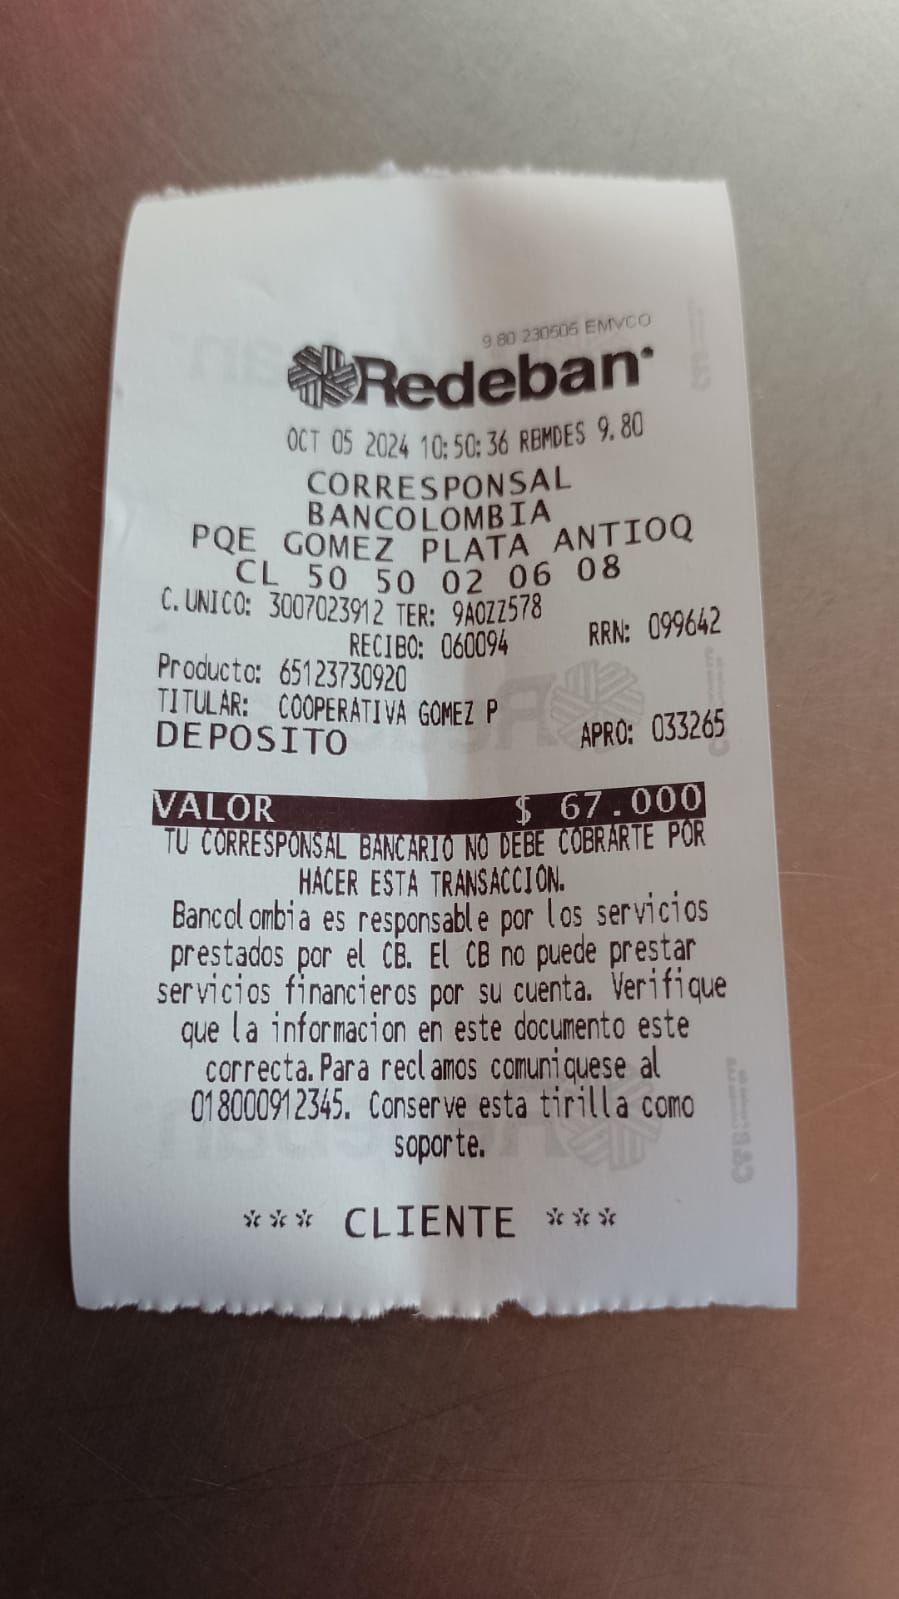 9.80 230505 EMVCO
Redeban
OCT 05 2024 10:50:36 RBMDES 9.80
CORRESPONSAL
BANCOLOMBIA
PQE GOMEZ PLATA ANTIOQ
CL 50 50 02 06 08
C.UNICO: 3007023912 TER: 9A0ZZ578
RECIBO: 060094 RRN: 099642
Producto: 65123730920
TITULAR: COOPERATIVA GOMEZ P
DEPOSITO APRO: 033265
VALOR $ 67.000
TU CORRESPONSAL BANCARIO NO DEBE COBRARTE POR
HACER ESTA TRANSACCION.
Bancolombia es responsable por los servicios
prestados por el CB. El CB no puede prestar
servicios financieros por su cuenta. Verifique
que la informacion en este documento este
correcta. Para reclamos comuniquese al
018000912345. Conserve esta tirilla como
soporte.
*** CLIENTE ***